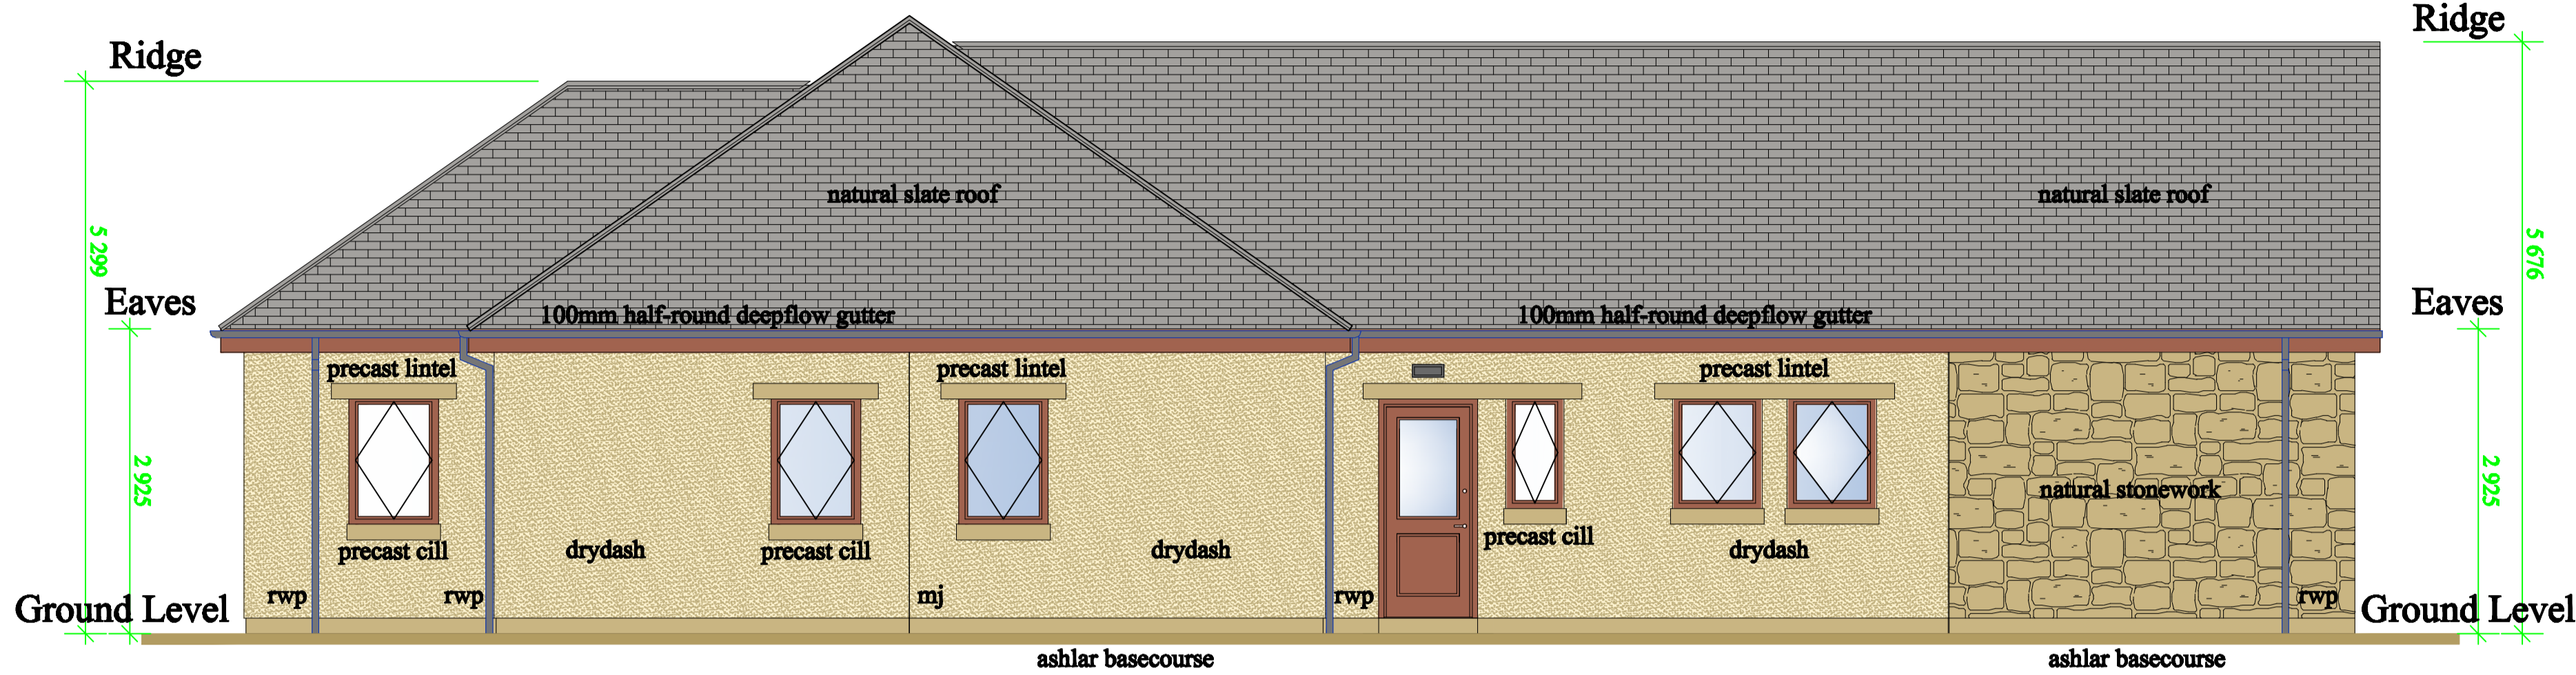 Ridge
Ridge
natural slate roof
natural slate roof
5 299
5 676
Eaves
Eaves
100mm half-round deepflow gutter
100mm half-round deepflow gutter
precast lintel
precast lintel
precast lintel
2 925
2 925
natural stonework
precast cill
drydash
precast cill
drydash
precast cill
drydash
rwp
rwp
mj
rwp
rwp
Ground Level
Ground Level
ashlar basecourse
ashlar basecourse